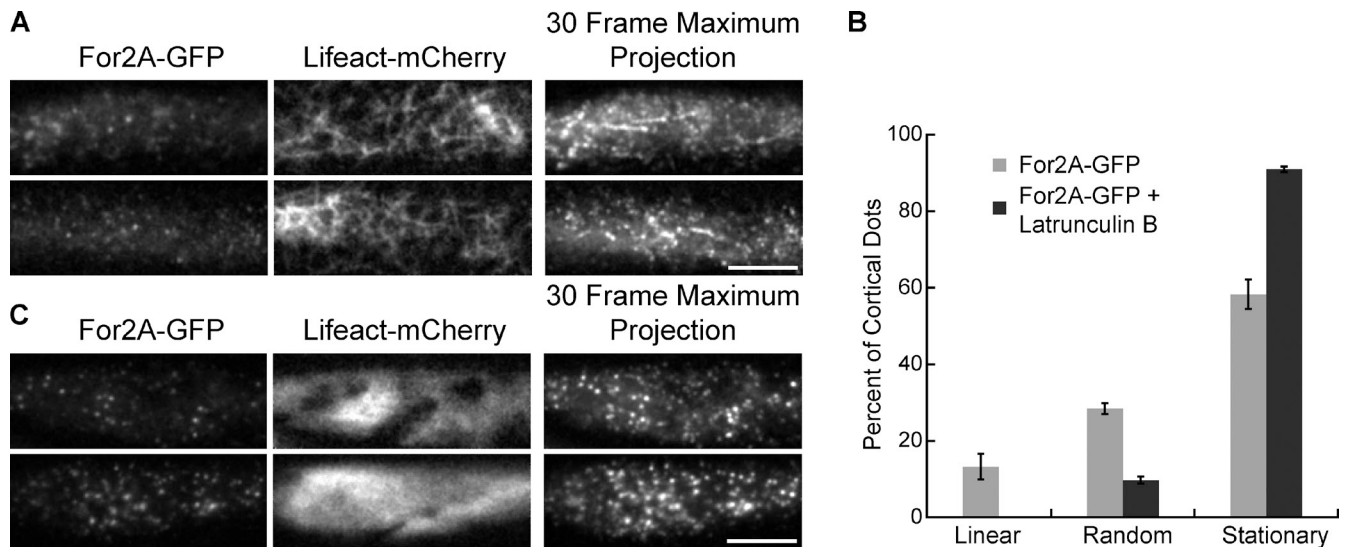 A
For2A-GFP
Lifeact-mCherry
30 Frame Maximum
Projection
C
For2A-GFP
Lifeact-mCherry
30 Frame Maximum
Projection
B
Percent of Cortical Dots
100
80
60
40
20
0
For2A-GFP
For2A-GFP +
Latrunculin B
Linear
Random
Stationary